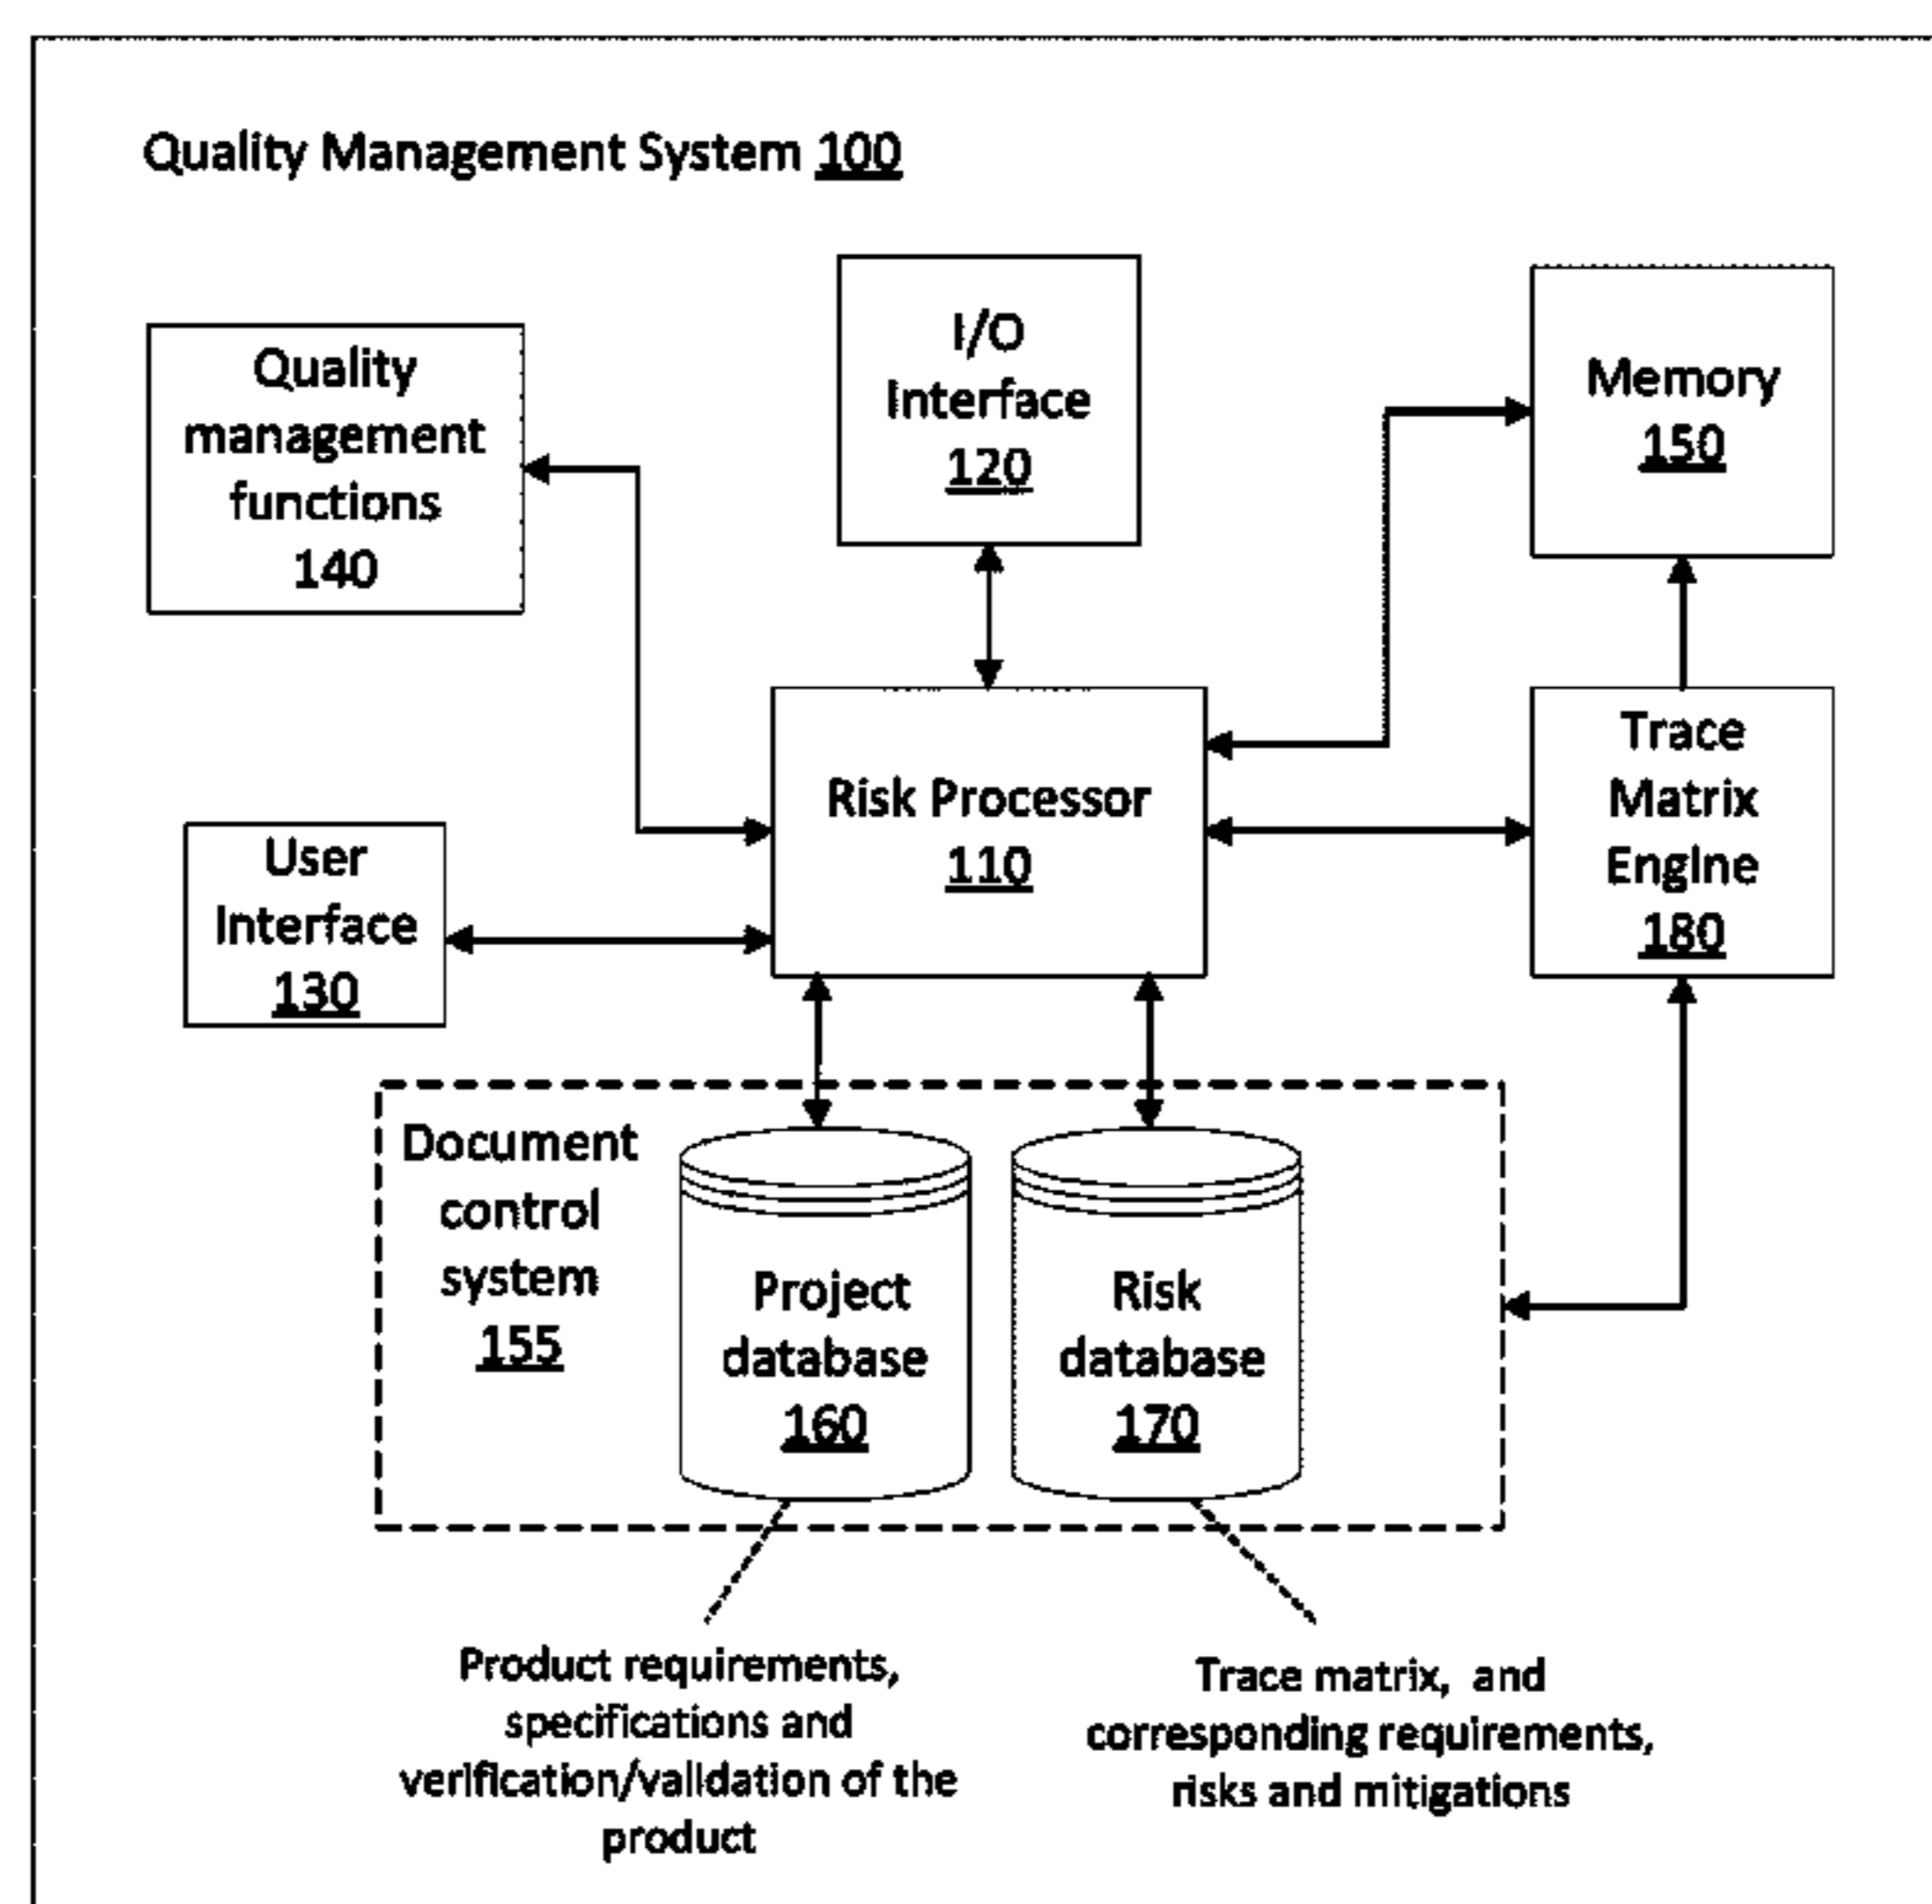 Quality Management System 100
I/O
Interface
120
Memory
150
Quality
management
functions
140
Risk Processor
110
Trace
Matrix
Engine
180
User
Interface
130
Document
control
system
155
Project
database
160
Risk
database
170
Product requirements,
specifications and
verification/validation of the
product
Trace matrix, and
corresponding requirements,
risks and mitigations